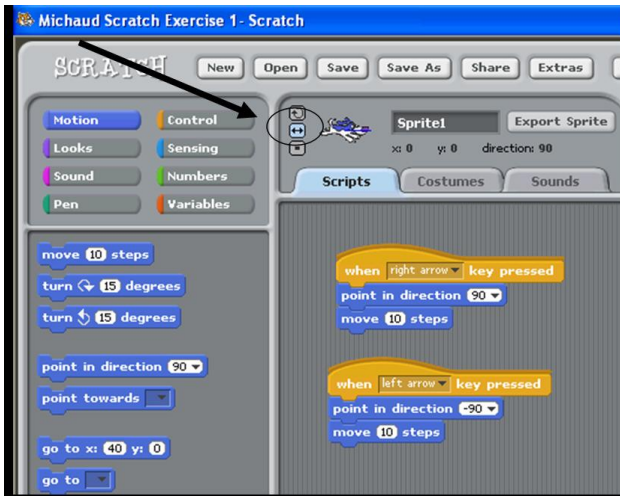 Michaud Scratch Exercise 1- Scratch
SCRATCH New Open Save Save As Share Extras
Motion Control
Looks Sensing
Sound Numbers
Pen Variables
Sprite1 Export Sprite
x: 0 y: 0 direction: 90
Scripts Costumes Sounds
move 10 steps
turn 15 degrees
turn 15 degrees
point in direction 90
point towards
go to x: 40 y: 0
go to
when right arrow key pressed
point in direction 90
move 10 steps
when left arrow key pressed
point in direction -90
move 10 steps